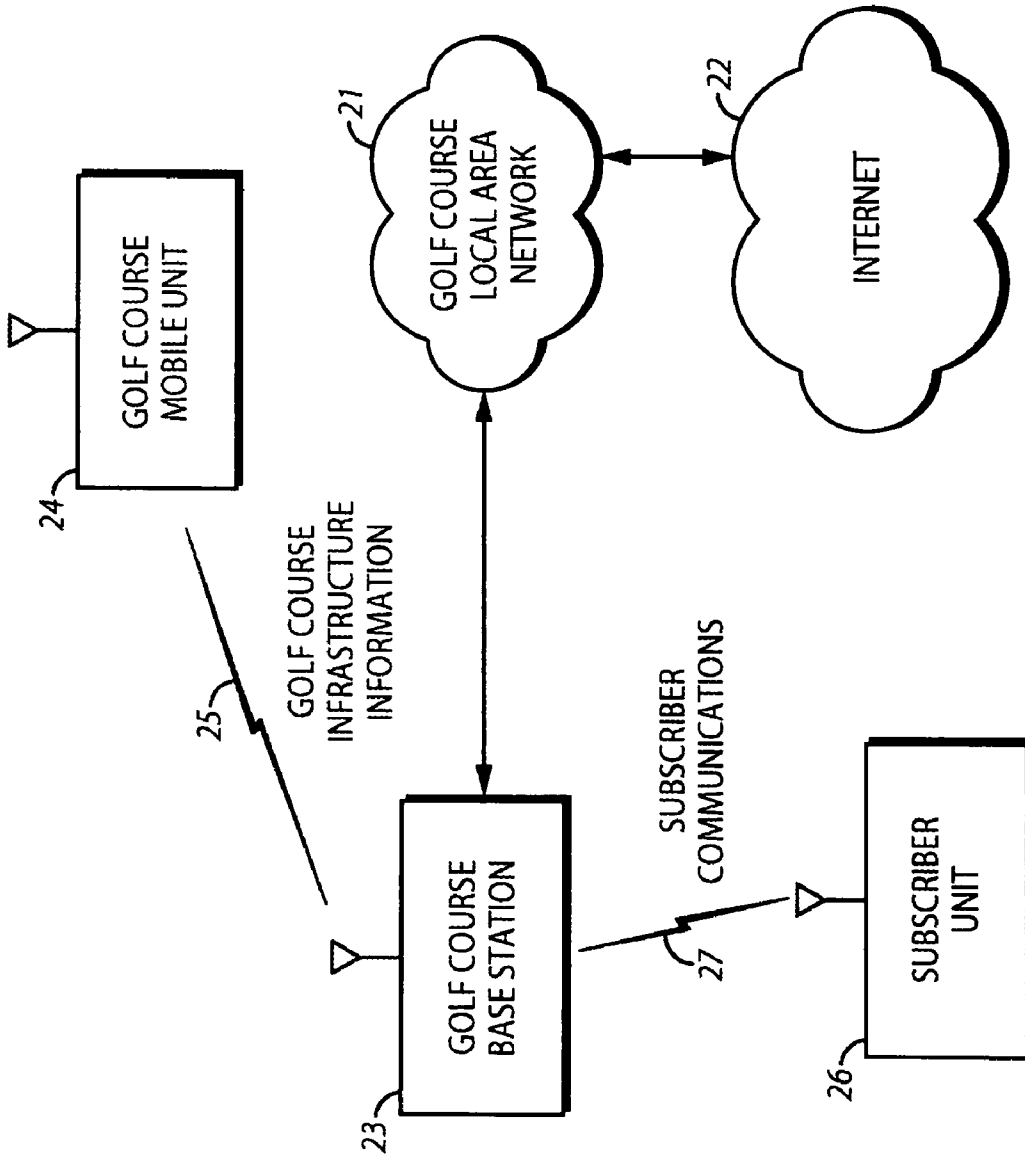 24
GOLF COURSE
MOBILE UNIT
25
GOLF COURSE
INFRASTRUCTURE
INFORMATION
21
GOLF COURSE
LOCAL AREA
NETWORK
23
GOLF COURSE
BASE STATION
22
INTERNET
27
SUBSCRIBER
COMMUNICATIONS
26
SUBSCRIBER
UNIT